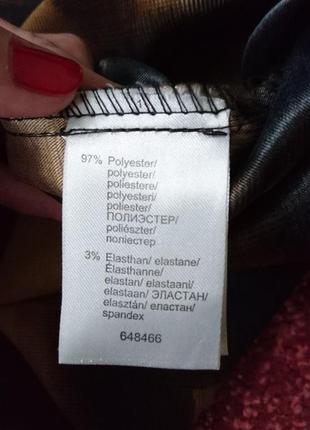 97% Polyester/
polyester/
poliestere/
polyesteri/
poliester/
ПОЛИЭСТЕР/
poliészter/
поліестер
3% Elasthan/ elastane/
Élasthanne/
elastan/ elastaani/
elastaan/ ЭЛАСТАН/
elasztán/ еластан/
spandex
648466